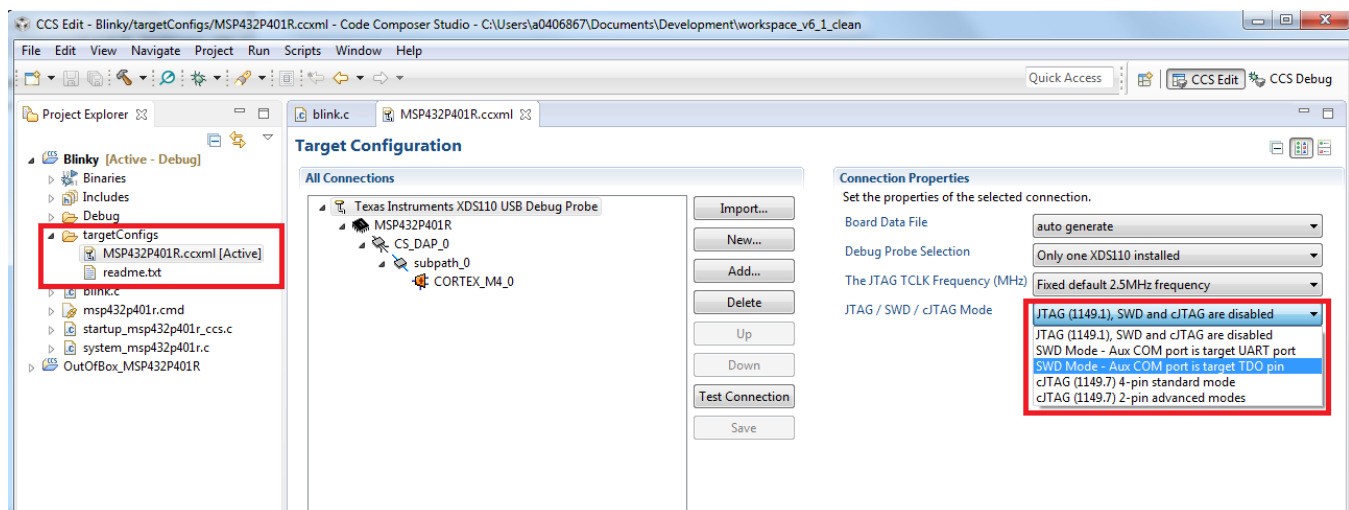 CCS Edit - Blinky/targetConfigs/MSP432P401R.ccxml - Code Composer Studio - C:\Users\a0406867\Documents\Development\workspace_v6_1_clean
File Edit View Navigate Project Run Scripts Window Help
Quick Access CCS Edit CCS Debug
Project Explorer
Blinky [Active - Debug]
Binaries
Includes
Debug
targetConfigs
MSP432P401R.ccxml [Active]
readme.txt
blink.c
msp432p401r.cmd
startup_msp432p401r_ccs.c
system_msp432p401r.c
OutOfBox_MSP432P401R
blink.c MSP432P401R.ccxml
Target Configuration
All Connections
Texas Instruments XDS110 USB Debug Probe
MSP432P401R
CS_DAP_0
subpath_0
CORTEX_M4_0
Import...
New...
Add...
Delete
Up
Down
Test Connection
Save
Connection Properties
Set the properties of the selected connection.
Board Data File auto generate
Debug Probe Selection Only one XDS110 installed
The JTAG TCLK Frequency (MHz) Fixed default 2.5MHz frequency
JTAG / SWD / cJTAG Mode JTAG (1149.1), SWD and cJTAG are disabled
JTAG (1149.1), SWD and cJTAG are disabled
SWD Mode - Aux COM port is target UART port
SWD Mode - Aux COM port is target TDO pin
cJTAG (1149.7) 4-pin standard mode
cJTAG (1149.7) 2-pin advanced modes